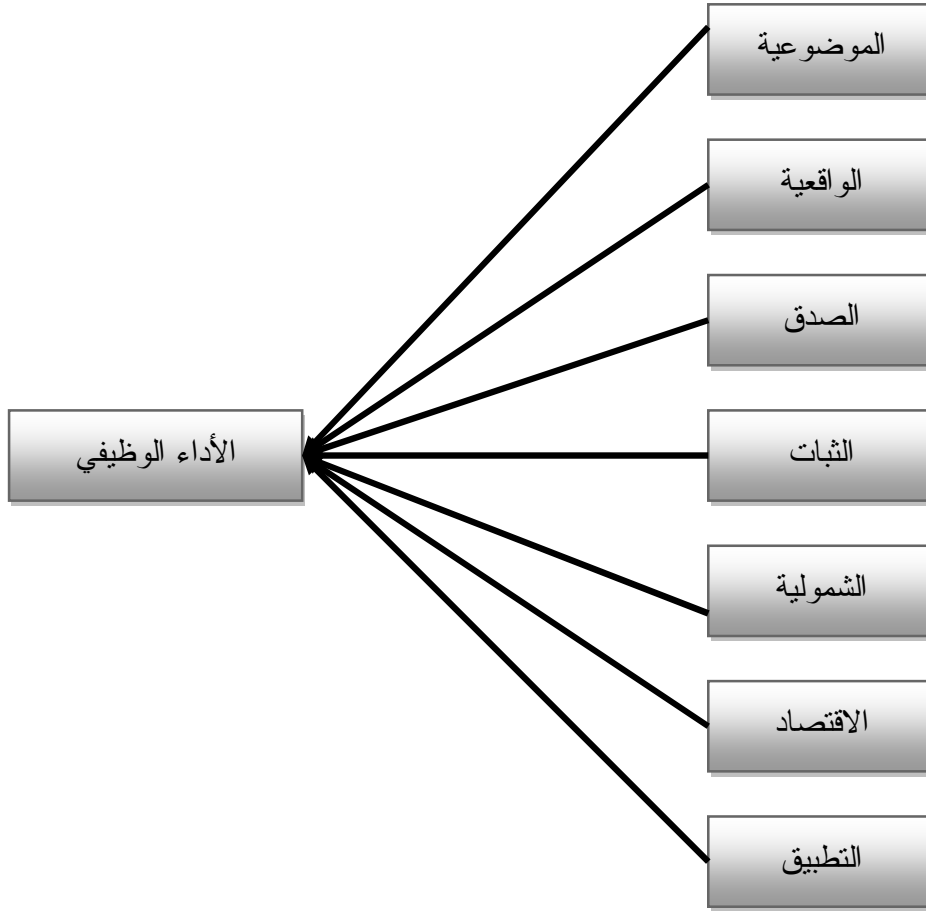 الموضوعية
الواقعية
الصدق
الثبات
الأداء الوظيفي
الشمولية
الاقتصاد
التطبيق